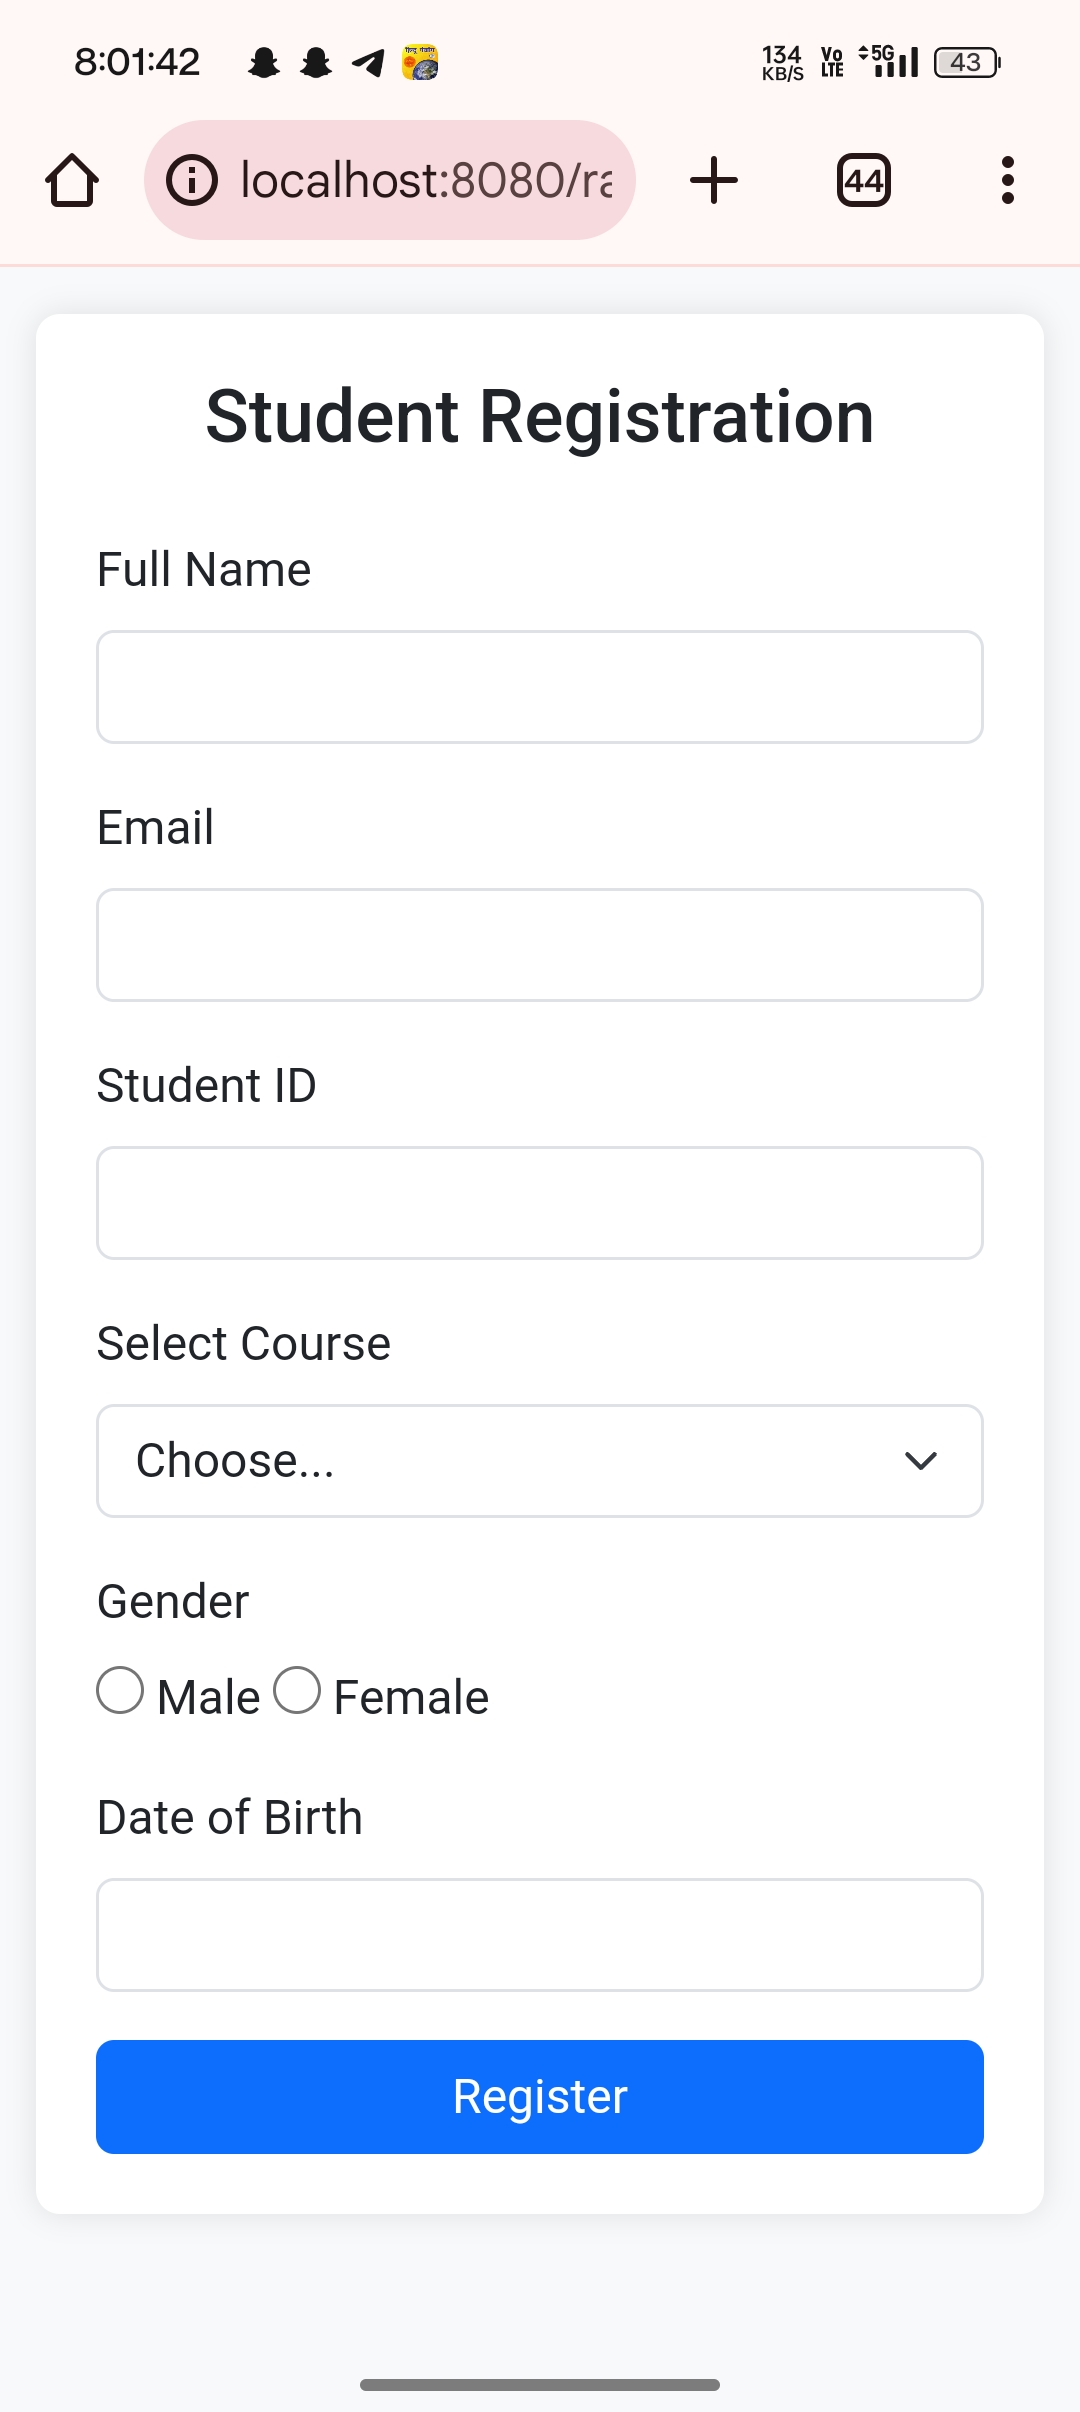 8:01:42
134 KB/S Vo LTE 5G 43
localhost:8080/ra
44
Student Registration
Full Name
Email
Student ID
Select Course
Choose...
Gender
Male Female
Date of Birth
Register